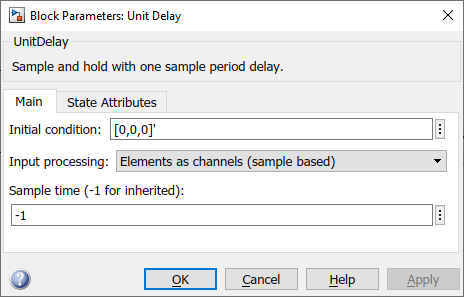 Block Parameters: Unit Delay
UnitDelay
Sample and hold with one sample period delay.
Main State Attributes
Initial condition: [0,0,0]'
Input processing: Elements as channels (sample based)
Sample time (-1 for inherited):
-1
OK Cancel Help Apply